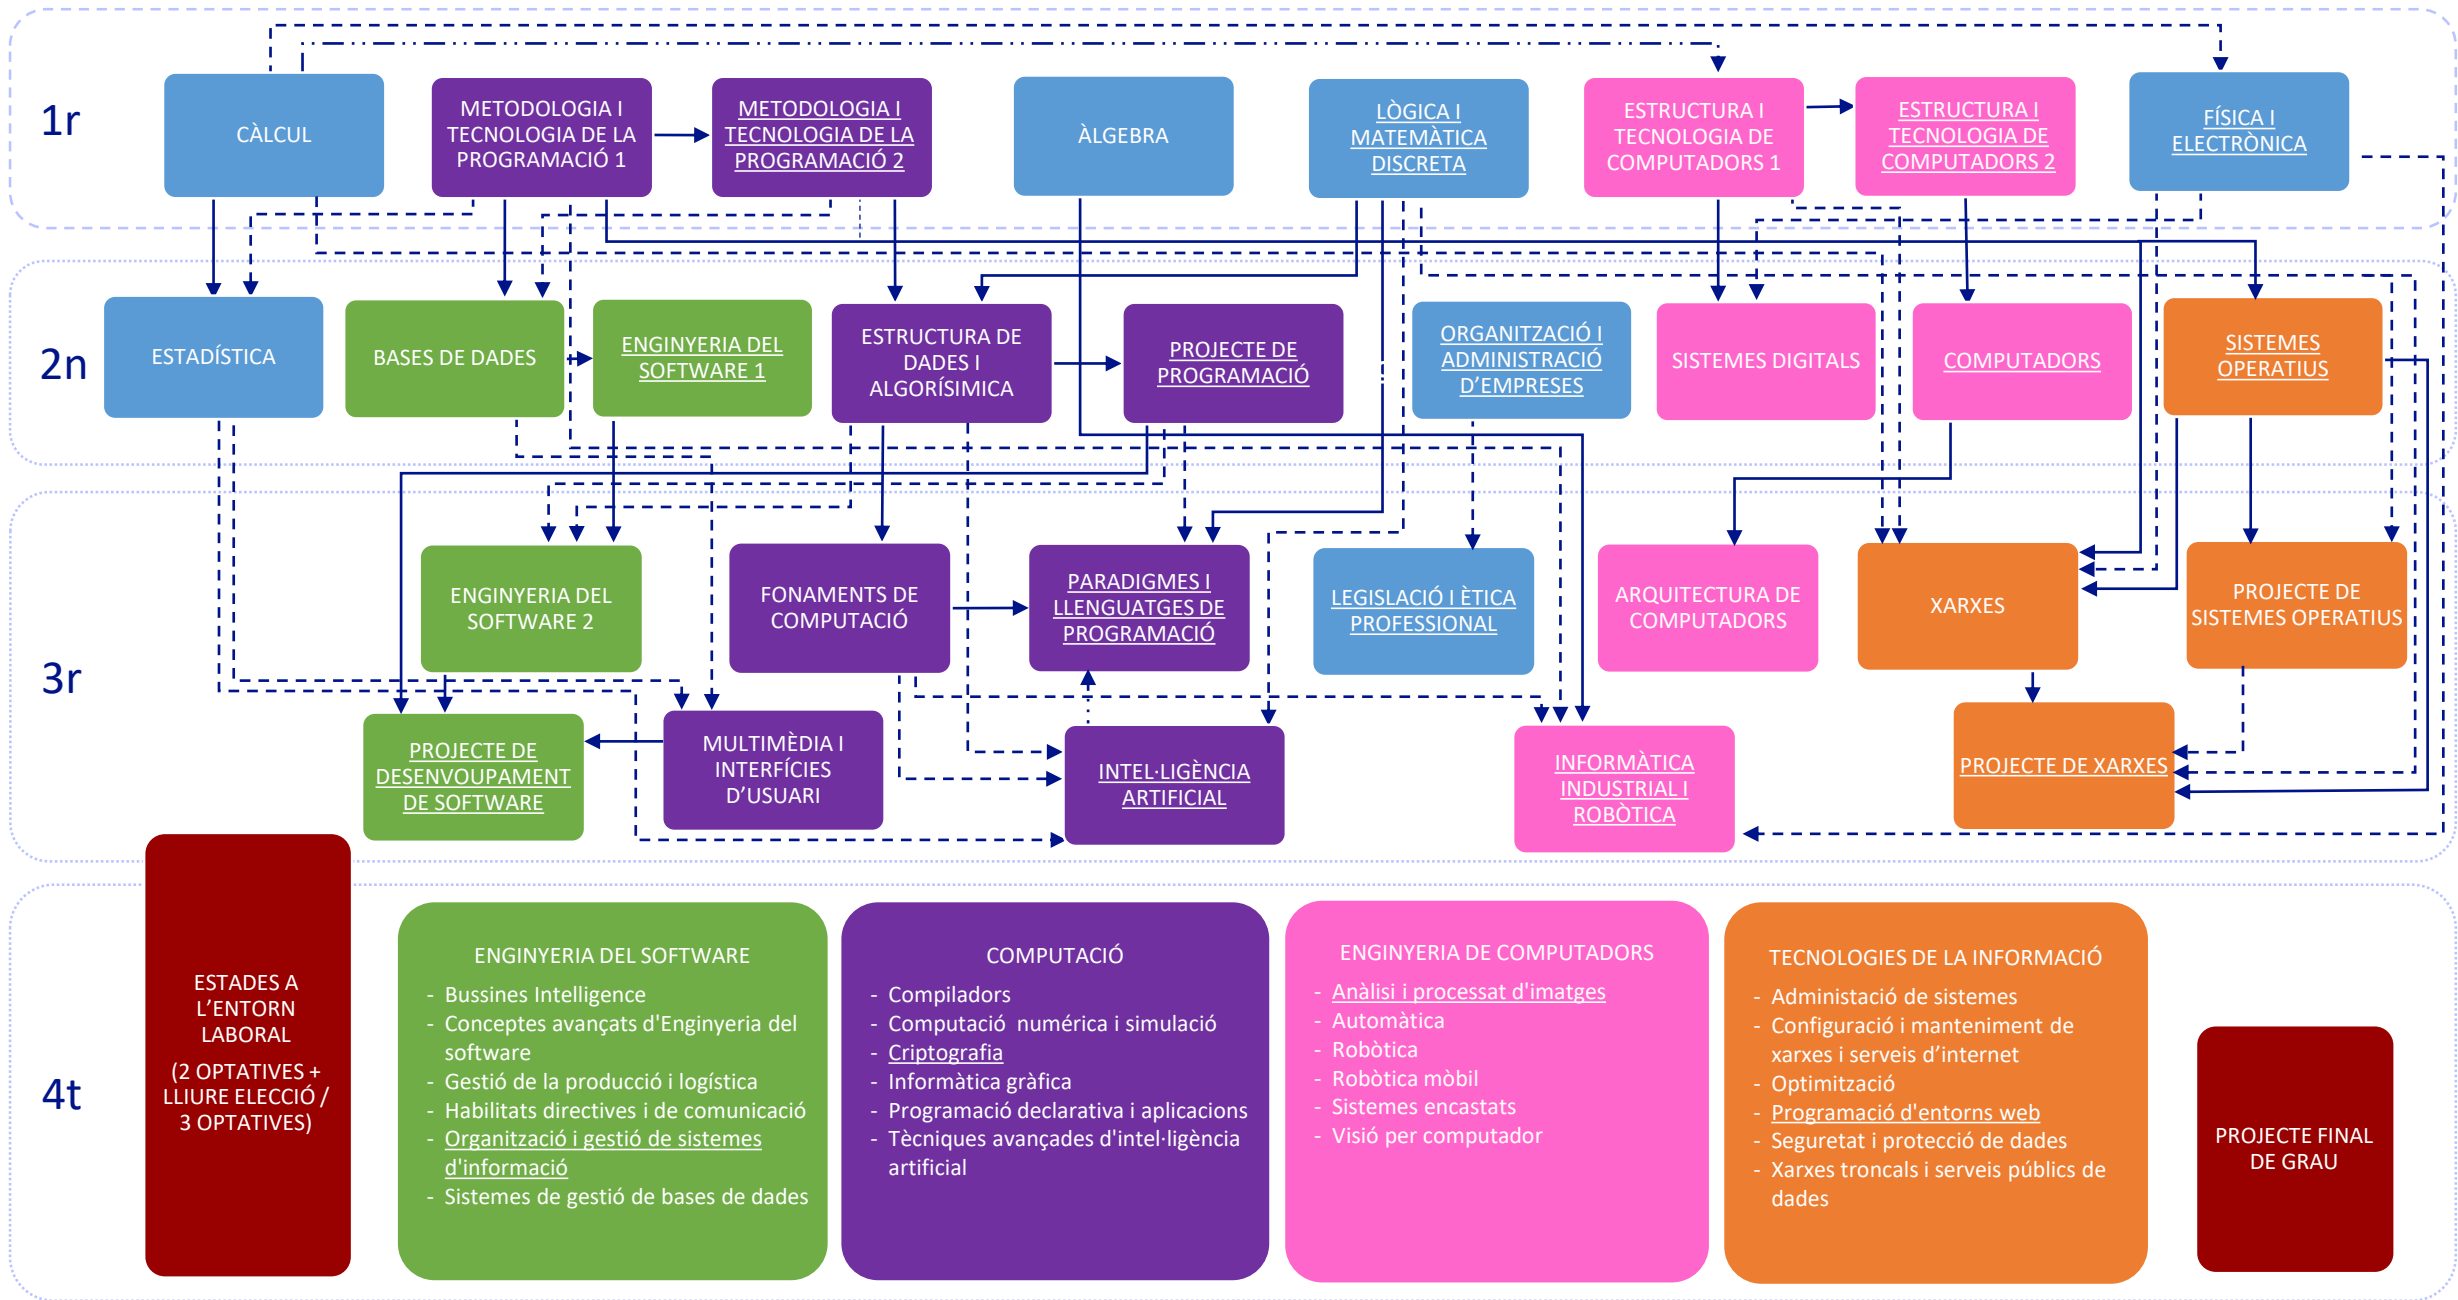 1r
CÀLCUL
METODOLOGIA I
TECNOLOGIA DE LA
PROGRAMACIÓ 1
METODOLOGIA I
TECNOLOGIA DE LA
PROGRAMACIÓ 2
ÀLGEBRA
LÒGICA I
MATEMÀTICA
DISCRETA
ESTRUCTURA I
TECNOLOGIA DE
COMPUTADORS 1
ESTRUCTURA I
TECNOLOGIA DE
COMPUTADORS 2
FÍSICA I
ELECTRÒNICA
2n
ESTADÍSTICA
BASES DE DADES
ENGINYERIA DEL
SOFTWARE 1
ESTRUCTURA DE
DADES I
ALGORÍSIMICA
PROJECTE DE
PROGRAMACIÓ
ORGANITZACIÓ I
ADMINISTRACIÓ
D’EMPRESES
SISTEMES DIGITALS
COMPUTADORS
SISTEMES
OPERATIUS
3r
ENGINYERIA DEL
SOFTWARE 2
FONAMENTS DE
COMPUTACIÓ
PARADIGMES I
LLENGUATGES DE
PROGRAMACIÓ
LEGISLACIÓ I ÈTICA
PROFESSIONAL
ARQUITECTURA DE
COMPUTADORS
XARXES
PROJECTE DE
SISTEMES OPERATIUS
PROJECTE DE
DESENVOUPAMENT
DE SOFTWARE
MULTIMÈDIA I
INTERFÍCIES
D’USUARI
INTEL·LIGÈNCIA
ARTIFICIAL
INFORMÀTICA
INDUSTRIAL I
ROBÒTICA
PROJECTE DE XARXES
4t
ESTADES A
L’ENTORN
LABORAL
(2 OPTATIVES +
LLIURE ELECCIÓ /
3 OPTATIVES)
ENGINYERIA DEL SOFTWARE
- Bussines Intelligence
- Conceptes avançats d'Enginyeria del
software
- Gestió de la producció i logística
- Habilitats directives i de comunicació
- Organització i gestió de sistemes
d'informació
- Sistemes de gestió de bases de dades
COMPUTACIÓ
- Compiladors
- Computació numérica i simulació
- Criptografia
- Informàtica gràfica
- Programació declarativa i aplicacions
- Tècniques avançades d'intel·ligència
artificial
ENGINYERIA DE COMPUTADORS
- Anàlisi i processat d'imatges
- Automàtica
- Robòtica
- Robòtica mòbil
- Sistemes encastats
- Visió per computador
TECNOLOGIES DE LA INFORMACIÓ
- Administació de sistemes
- Configuració i manteniment de
xarxes i serveis d’internet
- Optimització
- Programació d'entorns web
- Seguretat i protecció de dades
- Xarxes troncals i serveis públics de
dades
PROJECTE FINAL
DE GRAU